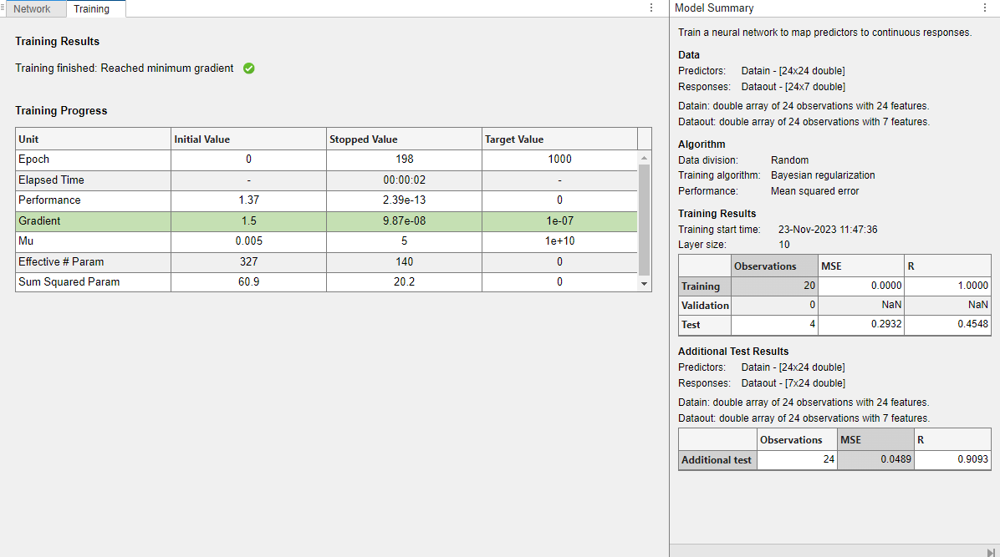 Network Training
Training Results
Training finished: Reached minimum gradient
Training Progress
Unit Initial Value Stopped Value Target Value
Epoch 0 198 1000
Elapsed Time - 00:00:02 -
Performance 1.37 2.39e-13 0
Gradient 1.5 9.87e-08 1e-07
Mu 0.005 5 1e+10
Effective # Param 327 140 0
Sum Squared Param 60.9 20.2 0
Model Summary
Train a neural network to map predictors to continuous responses.
Data
Predictors: Datain - [24x24 double]
Responses: Dataout - [24x7 double]
Datain: double array of 24 observations with 24 features.
Dataout: double array of 24 observations with 7 features.
Algorithm
Data division: Random
Training algorithm: Bayesian regularization
Performance: Mean squared error
Training Results
Training start time: 23-Nov-2023 11:47:36
Layer size: 10
Observations MSE R
Training 20 0.0000 1.0000
Validation 0 NaN NaN
Test 4 0.2932 0.4548
Additional Test Results
Predictors: Datain - [24x24 double]
Responses: Dataout - [7x24 double]
Datain: double array of 24 observations with 24 features.
Dataout: double array of 24 observations with 7 features.
Observations MSE R
Additional test 24 0.0489 0.9093